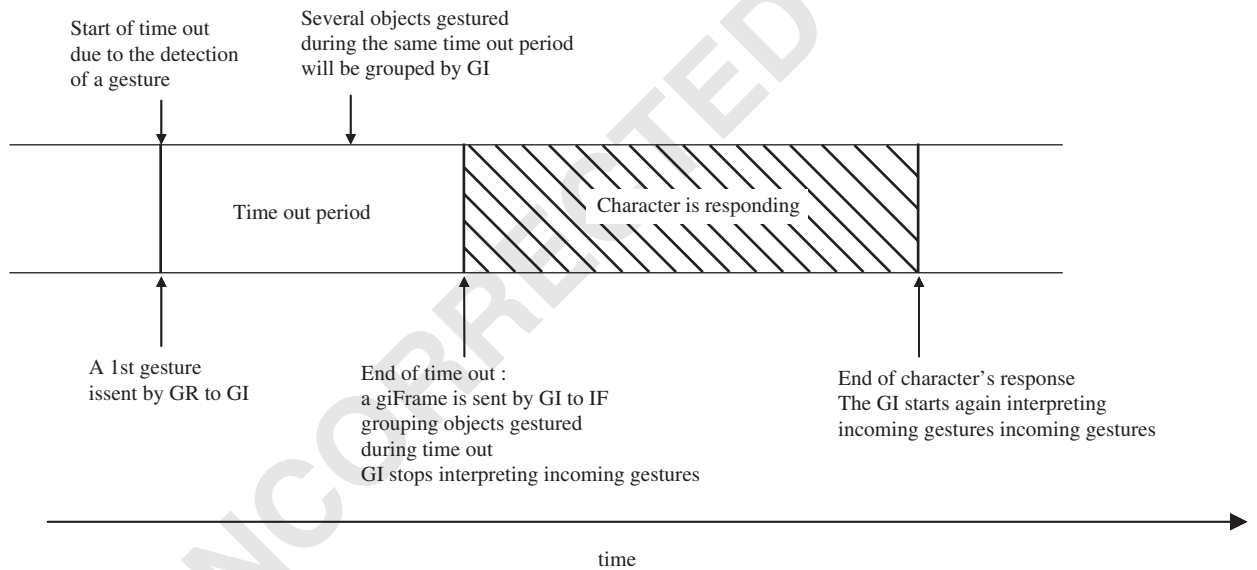 Start of time out
due to the detection
of a gesture
Several objects gestured
during the same time out period
will be grouped by GI
Time out period
Character is responding
A 1st gesture
issent by GR to GI
End of time out :
a giFrame is sent by GI to IF
grouping objects gestured
during time out
GI stops interpreting incoming gestures
End of character's response
The GI starts again interpreting
incoming gestures incoming gestures
time
NCORRECTED